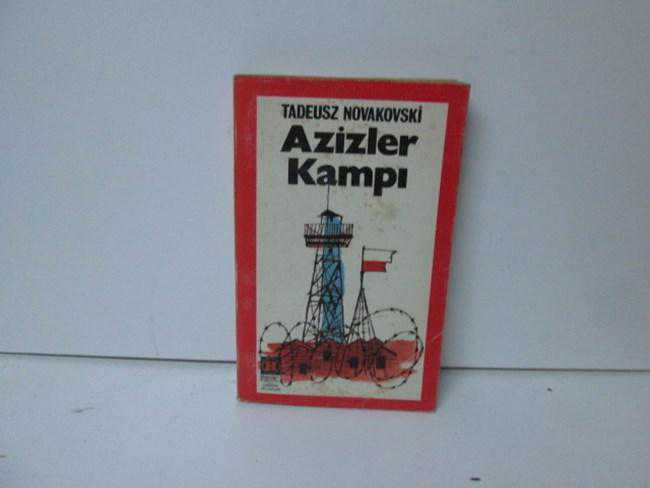 TADEUSZ NOVAKOVSKİ
Azizler
Kampı